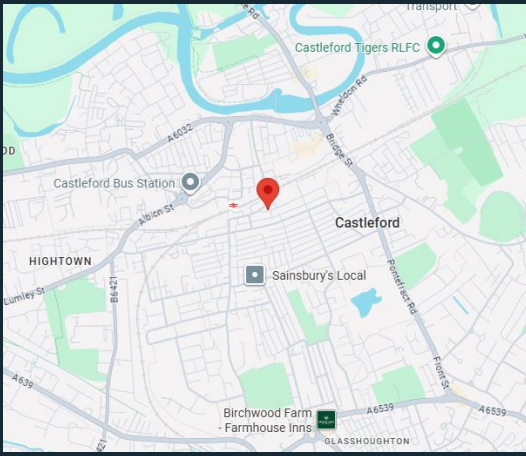 Transport
Castleford Tigers RLFC
Wheldon Rd
A6032
Bridge St
OD
Castleford Bus Station
Albion St
Castleford
HIGHTOWN
Sainsbury's Local
Lumley St
B6421
Pontefract Rd
A639
Front St
Birchwood Farm
- Farmhouse Inns
A6539
A6539
GLASSHOUGHTON